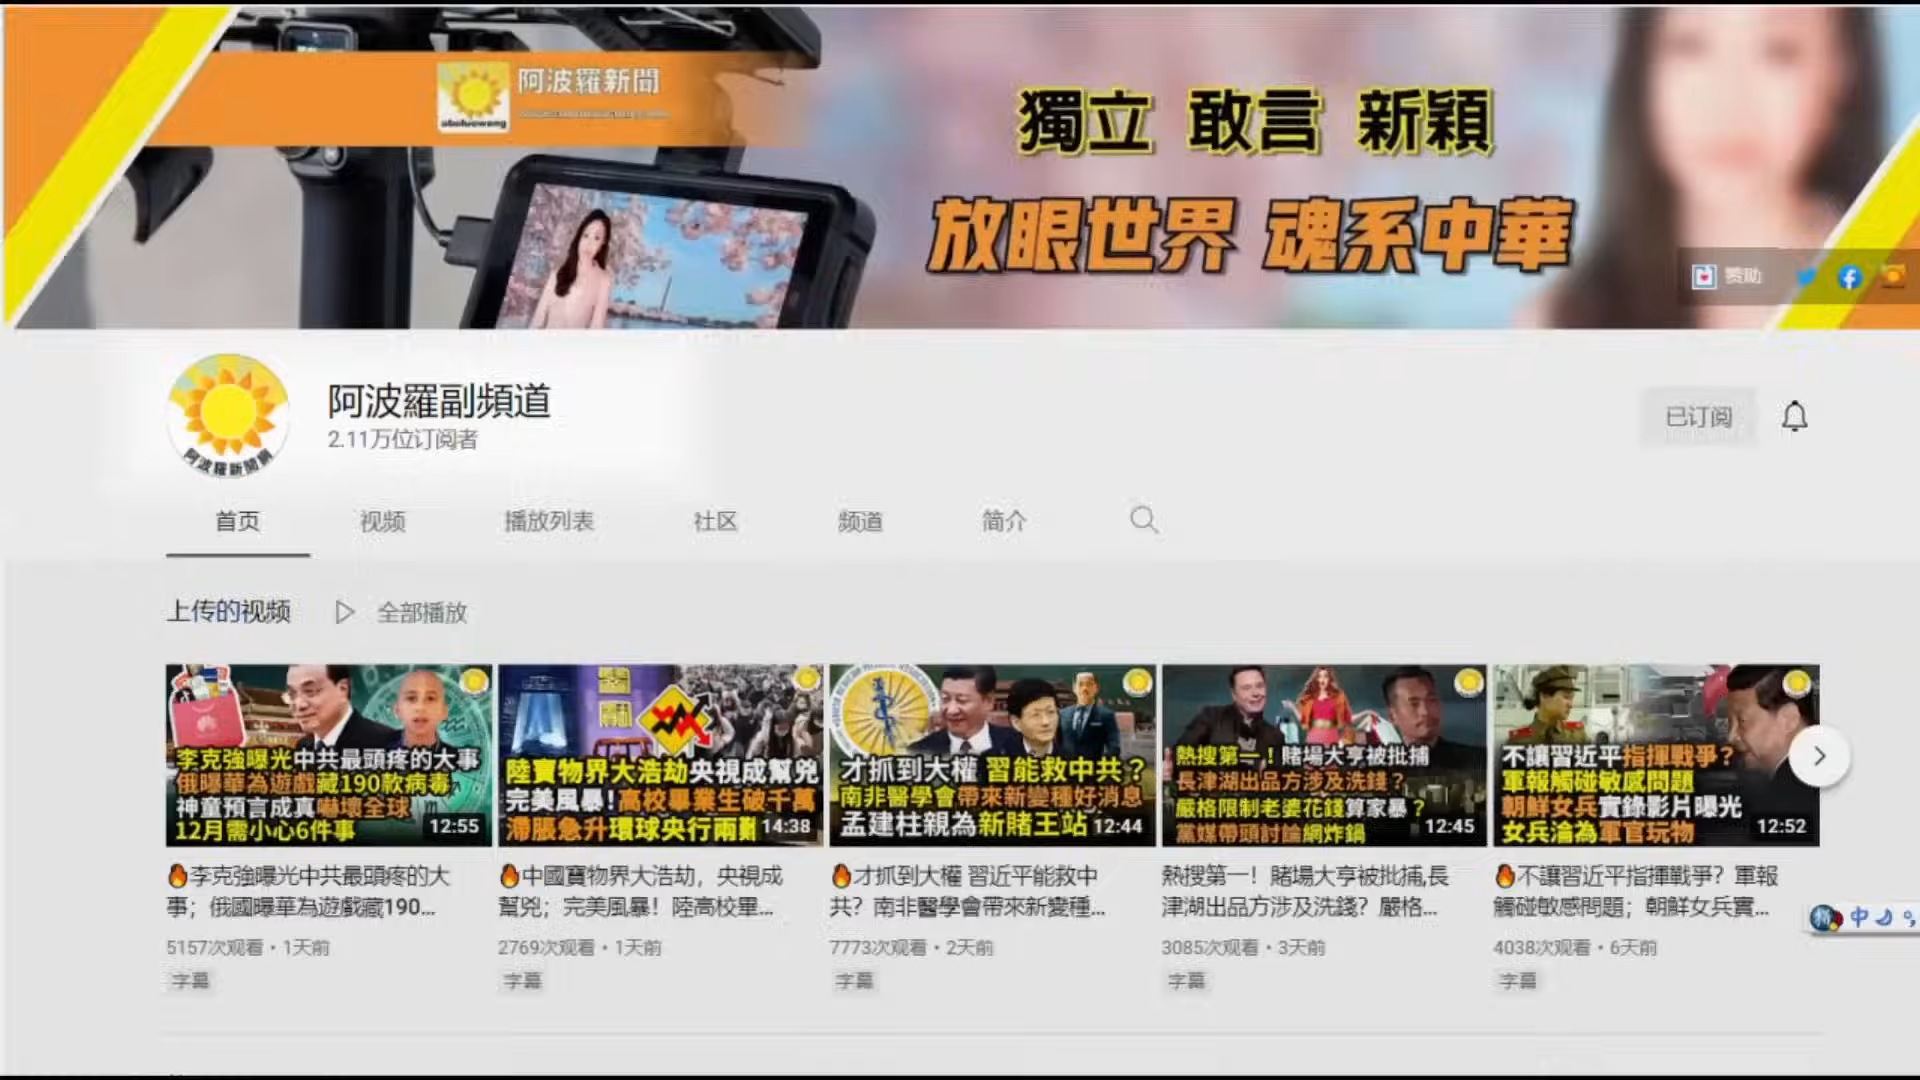 阿波羅新聞
aboluowang
獨立 敢言 新穎
放眼世界 魂系中華
赞助
阿波羅新聞網
阿波羅副頻道
2.11万位订阅者
已订阅
首页
视频
播放列表
社区
频道
简介
上传的视频
全部播放
李克強曝光中共最頭疼的大事
俄曝華為遊戲藏190款病毒
神童預言成真嚇壞全球
12月需小心6件事
12:55
陸寶物界大浩劫央視成幫兇
完美風暴!高校畢業生破千萬
滯脹急升環球央行兩難
14:38
才抓到大權 習能救中共?
南非醫學會帶來新變種好消息
孟建柱親為新賭王站
12:44
熱搜第一!賭場大亨被批捕
長津湖出品方涉及洗錢?
嚴格限制老婆花錢算家暴?
黨媒帶頭討論網炸鍋
12:45
不讓習近平指揮戰爭?
軍報觸碰敏感問題
朝鮮女兵實錄影片曝光
女兵淪為軍官玩物
12:52
李克強曝光中共最頭疼的大
事；俄國曝華為遊戲藏190...
5157次观看・1天前
字幕
中國寶物界大浩劫，央視成
幫兇；完美風暴！陸高校畢...
2769次观看・1天前
字幕
才抓到大權 習近平能救中
共？南非醫學會帶來新變種...
7773次观看・2天前
字幕
熱搜第一！賭場大亨被批捕,長
津湖出品方涉及洗錢？嚴格...
3085次观看・3天前
字幕
不讓習近平指揮戰爭？軍報
觸碰敏感問題；朝鮮女兵實...
4038次观看・6天前
字幕
中